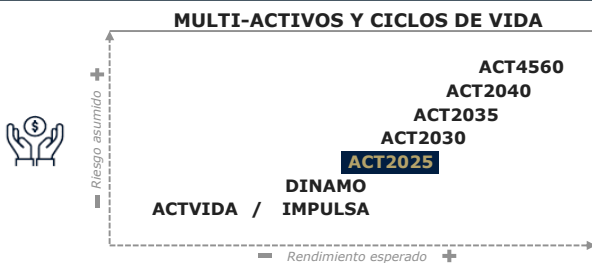 MULTI-ACTIVOS Y CICLOS DE VIDA
ACT4560
ACT2040
ACT2035
ACT2030
ACT2025
DINAMO
ACTVIDA / IMPULSA
Riesgo asumido
Rendimiento esperado